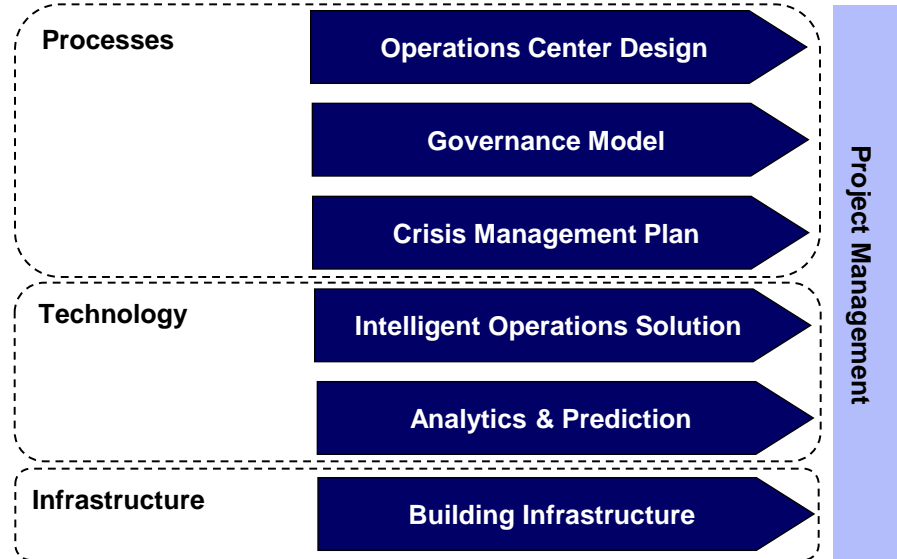 Processes
Operations Center Design
Governance Model
Crisis Management Plan
Technology
Intelligent Operations Solution
Analytics & Prediction
Infrastructure
Building Infrastructure
Project Management